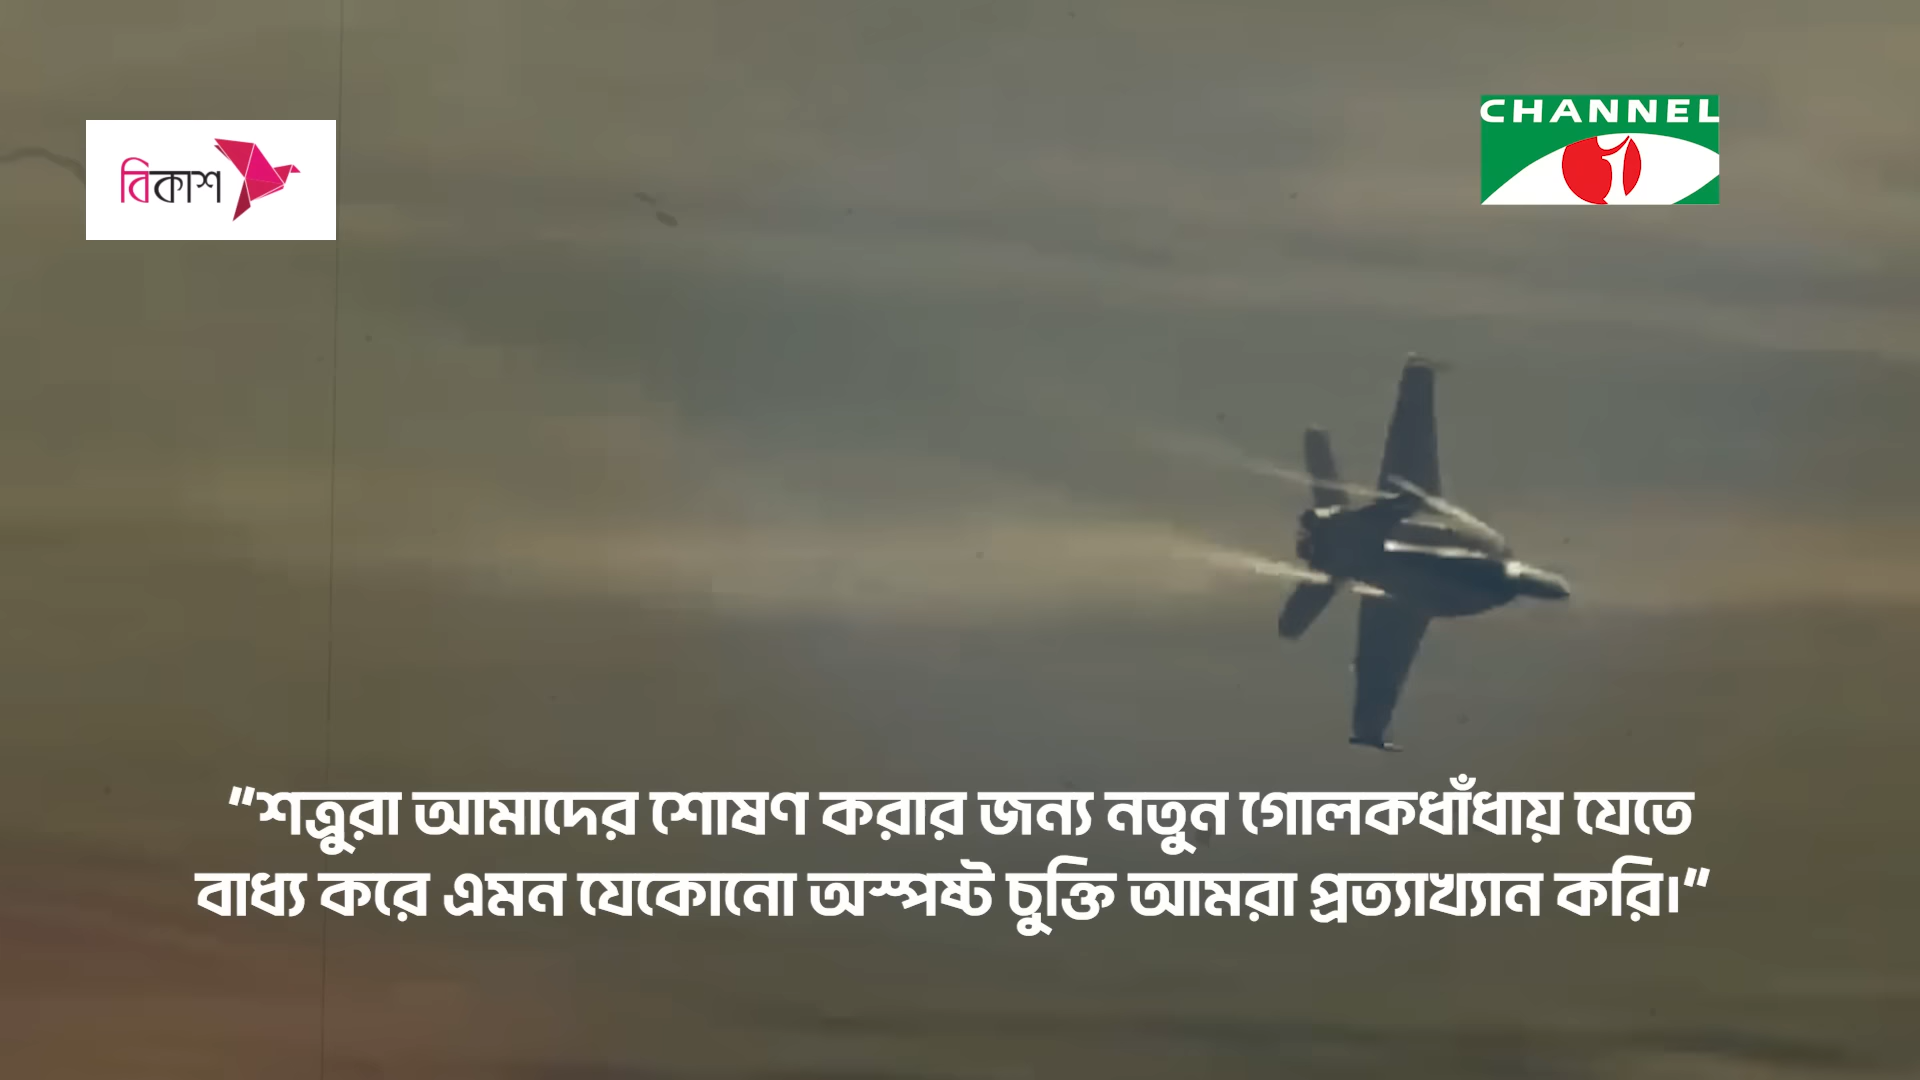 বিকাশ
CHANNEL
i
"শত্রুরা আমাদের শোষণ করার জন্য নতুন গোলকধাঁধায় যেতে
বাধ্য করে এমন যেকোনো অস্পষ্ট চুক্তি আমরা প্রত্যাখ্যান করি।"